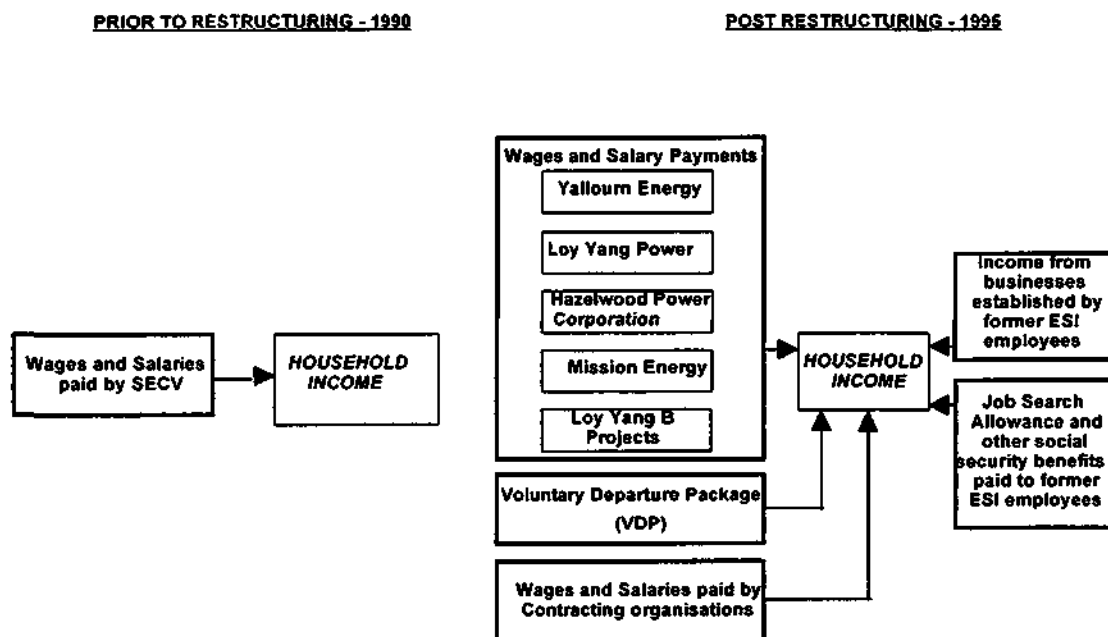 PRIOR TO RESTRUCTURING - 1990
POST RESTRUCTURING - 1995
Wages and Salaries
paid by SECV
HOUSEHOLD
INCOME
Wages and Salary Payments
Yallourn Energy
Loy Yang Power
Hazelwood Power
Corporation
Mission Energy
Loy Yang B
Projects
Voluntary Departure Package
(VDP)
Wages and Salaries paid by
Contracting organisations
HOUSEHOLD
INCOME
Income from
businesses
established by
former ESI
employees
Job Search
Allowance and
other social
security benefits
paid to former
ESI employees